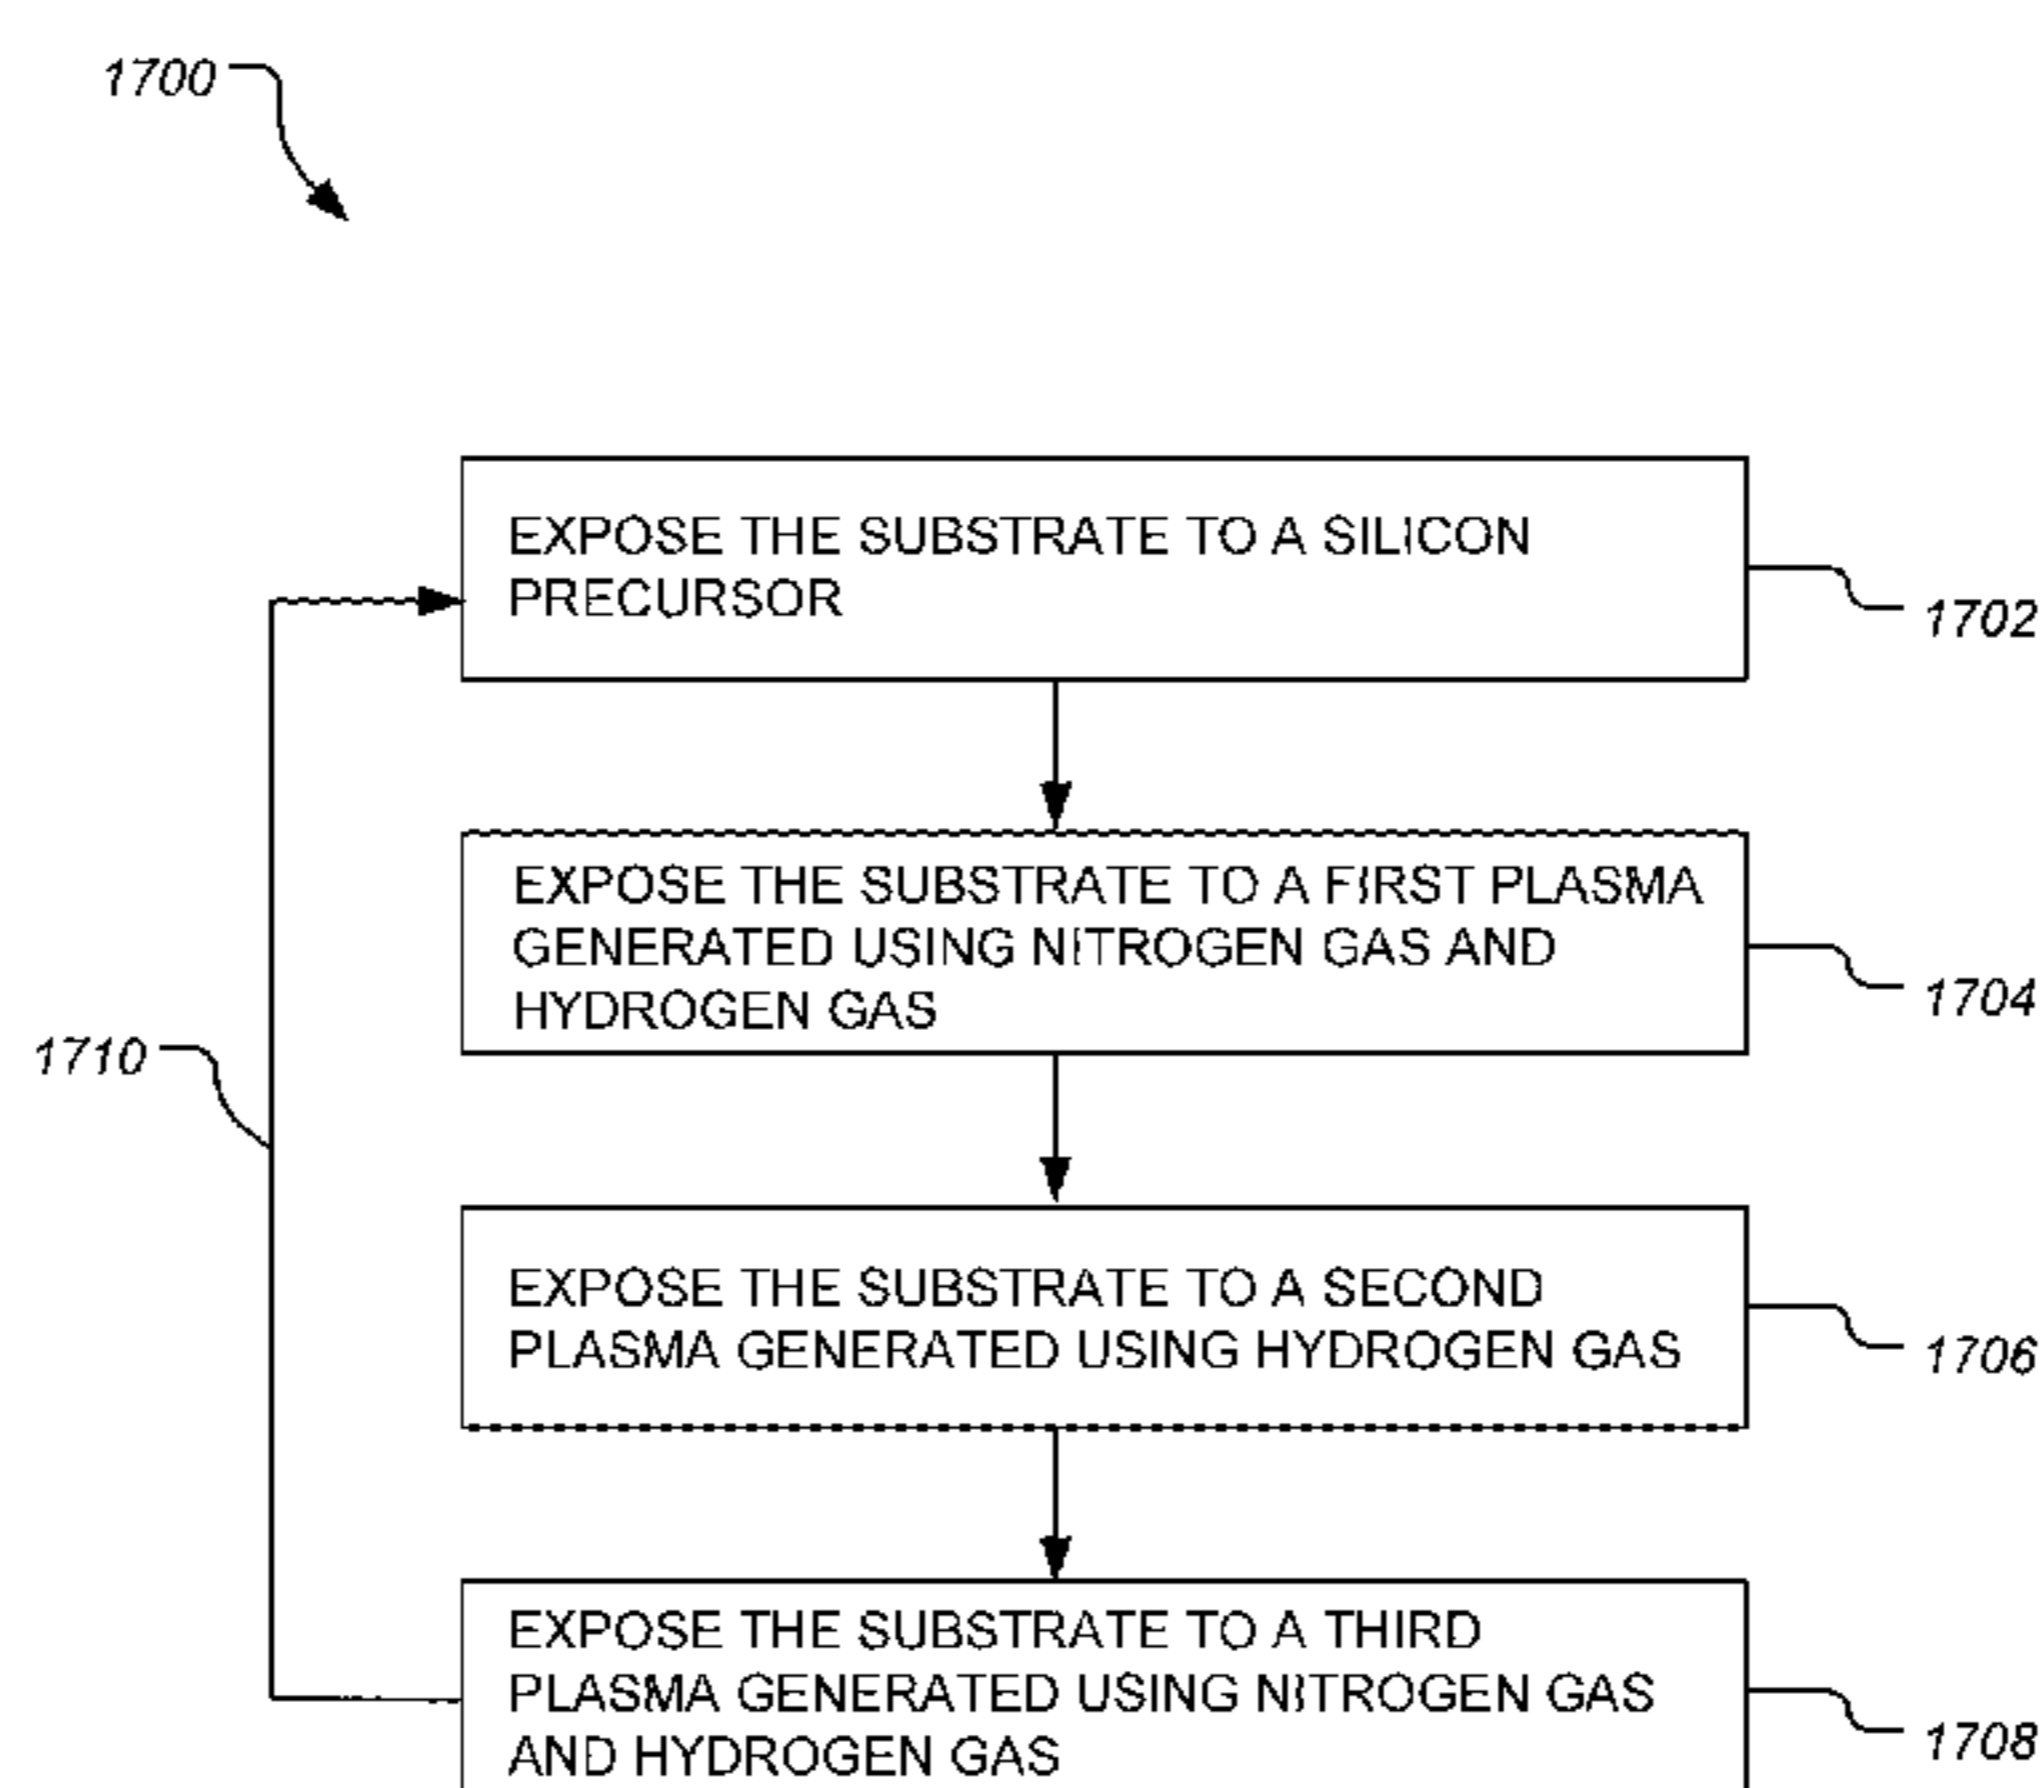 1700
EXPOSE THE SUBSTRATE TO A SILICON
PRECURSOR
1702
EXPOSE THE SUBSTRATE TO A FIRST PLASMA
GENERATED USING NITROGEN GAS AND
HYDROGEN GAS
1704
1710
EXPOSE THE SUBSTRATE TO A SECOND
PLASMA GENERATED USING HYDROGEN GAS
1706
EXPOSE THE SUBSTRATE TO A THIRD
PLASMA GENERATED USING NITROGEN GAS
AND HYDROGEN GAS
1708